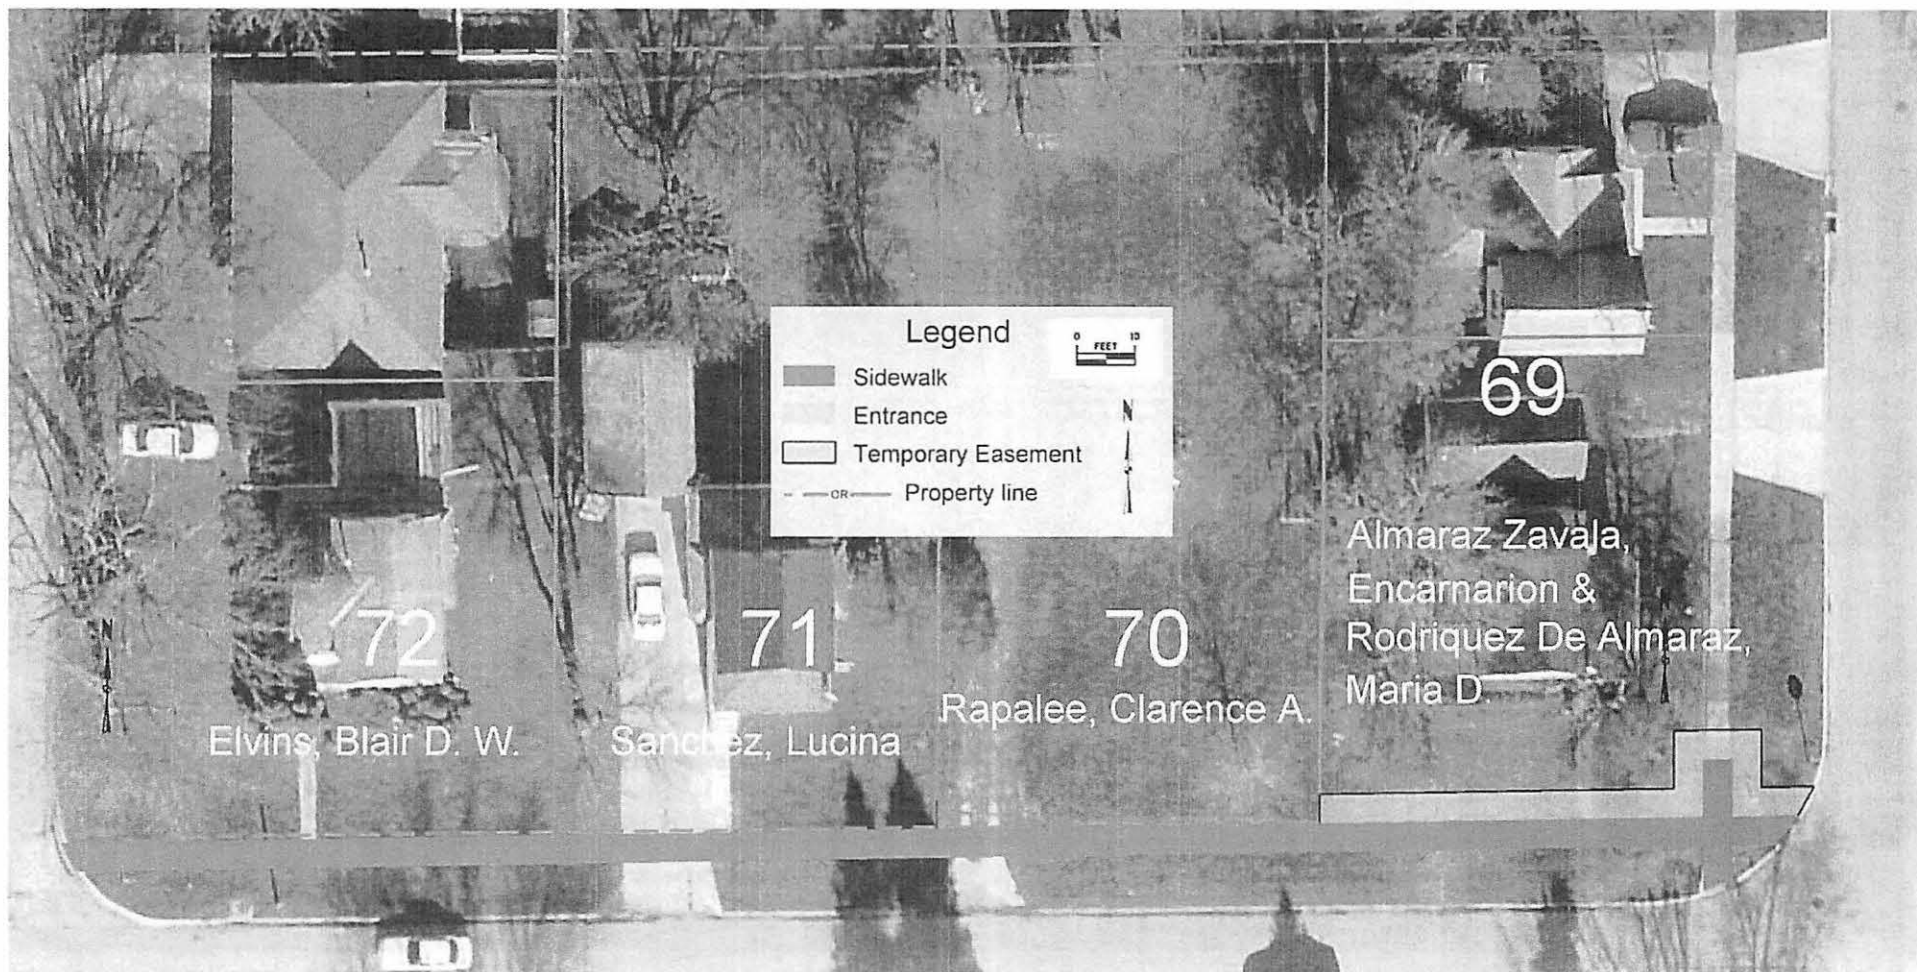 Legend
0 FEET 10
Sidewalk
Entrance
Temporary Easement
OR Property line
N
69
Almaraz Zavala,
Encarnarion &
Rodriquez De Almaraz,
Maria D.
N
72
71
70
N
Rapalee, Clarence A.
Elvins, Blair D. W.
Sanchez, Lucina